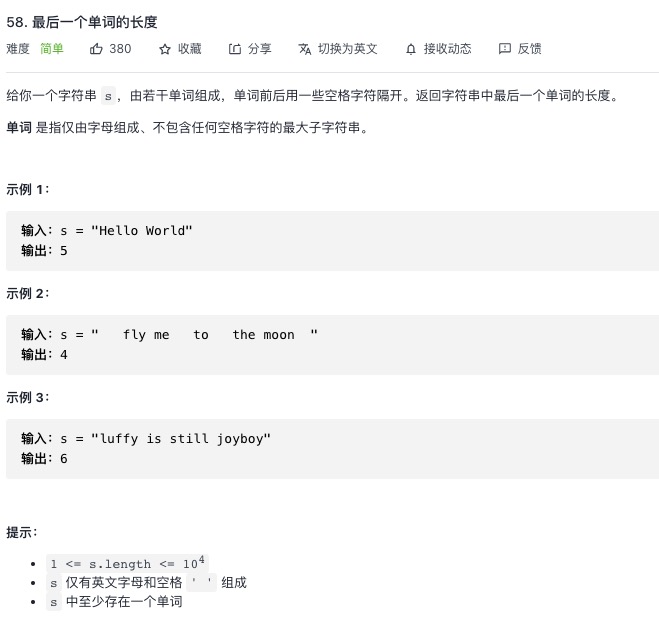 58. 最后一个单词的长度
难度 简单 380 收藏 分享 切换为英文 接收动态 反馈
给你一个字符串 s，由若干单词组成，单词前后用一些空格字符隔开。返回字符串中最后一个单词的长度。
单词 是指仅由字母组成、不包含任何空格字符的最大子字符串。
示例 1：
输入：s = "Hello World"
输出：5
示例 2：
输入：s = "   fly me   to   the moon  "
输出：4
示例 3：
输入：s = "luffy is still joyboy"
输出：6
提示：
• 1 <= s.length <= 10⁴
• s 仅有英文字母和空格 ' ' 组成
• s 中至少存在一个单词